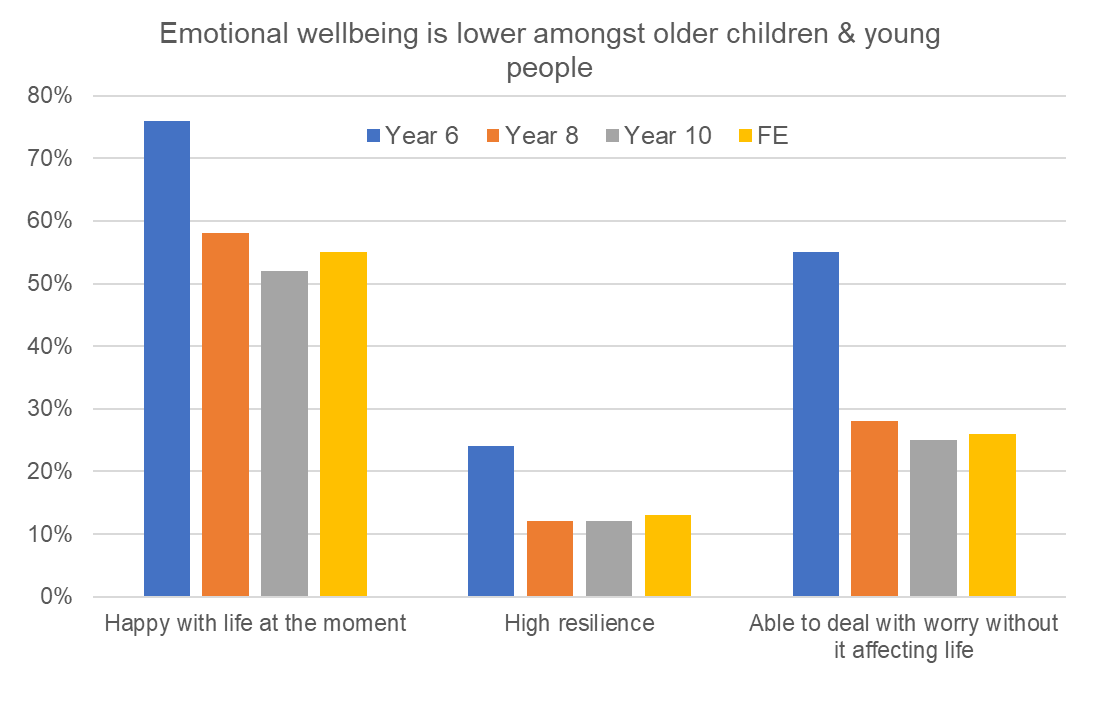 Emotional wellbeing is lower amongst older children & young
people
80%
Year 6 Year 8 Year 10 FE
70%
60%
50%
40%
30%
20%
10%
0%
Happy with life at the moment
High resilience
Able to deal with worry without
it affecting life